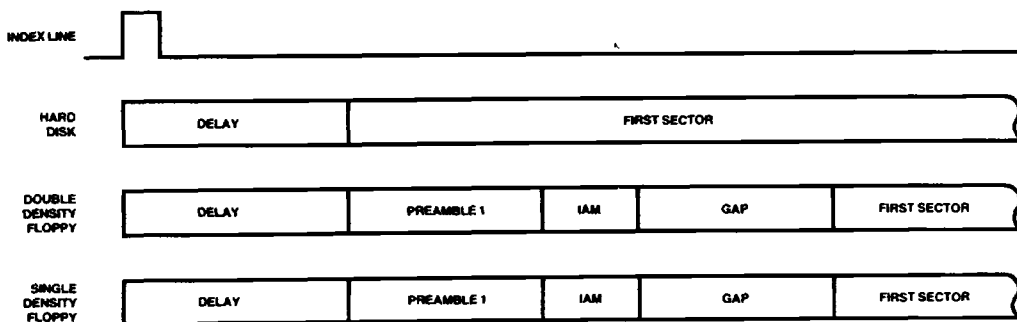 INDEX LINE
HARD
DISK
DELAY
FIRST SECTOR
DOUBLE
DENSITY
FLOPPY
DELAY
PREAMBLE 1
IAM
GAP
FIRST SECTOR
SINGLE
DENSITY
FLOPPY
DELAY
PREAMBLE 1
IAM
GAP
FIRST SECTOR